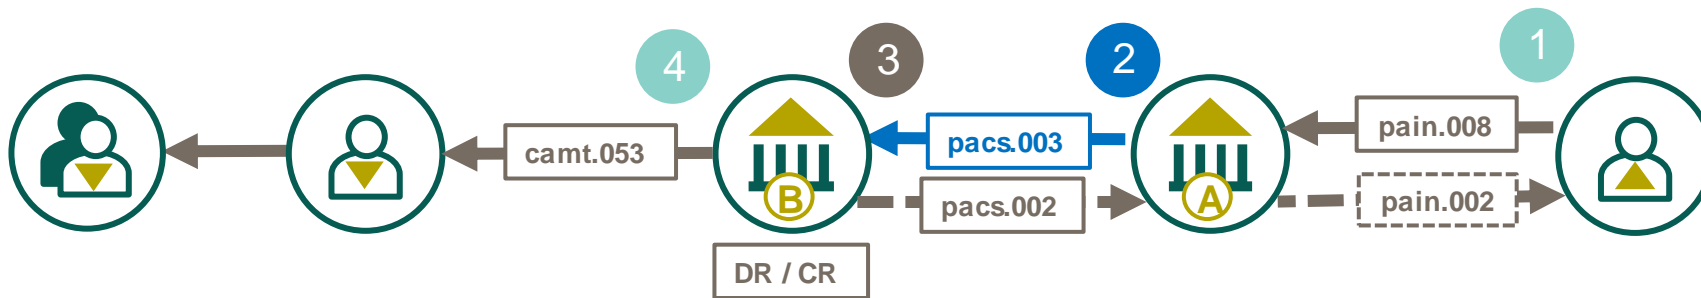 4
3
2
1
camt.053
pacs.003
pain.008
B
pacs.002
A
pain.002
DR / CR